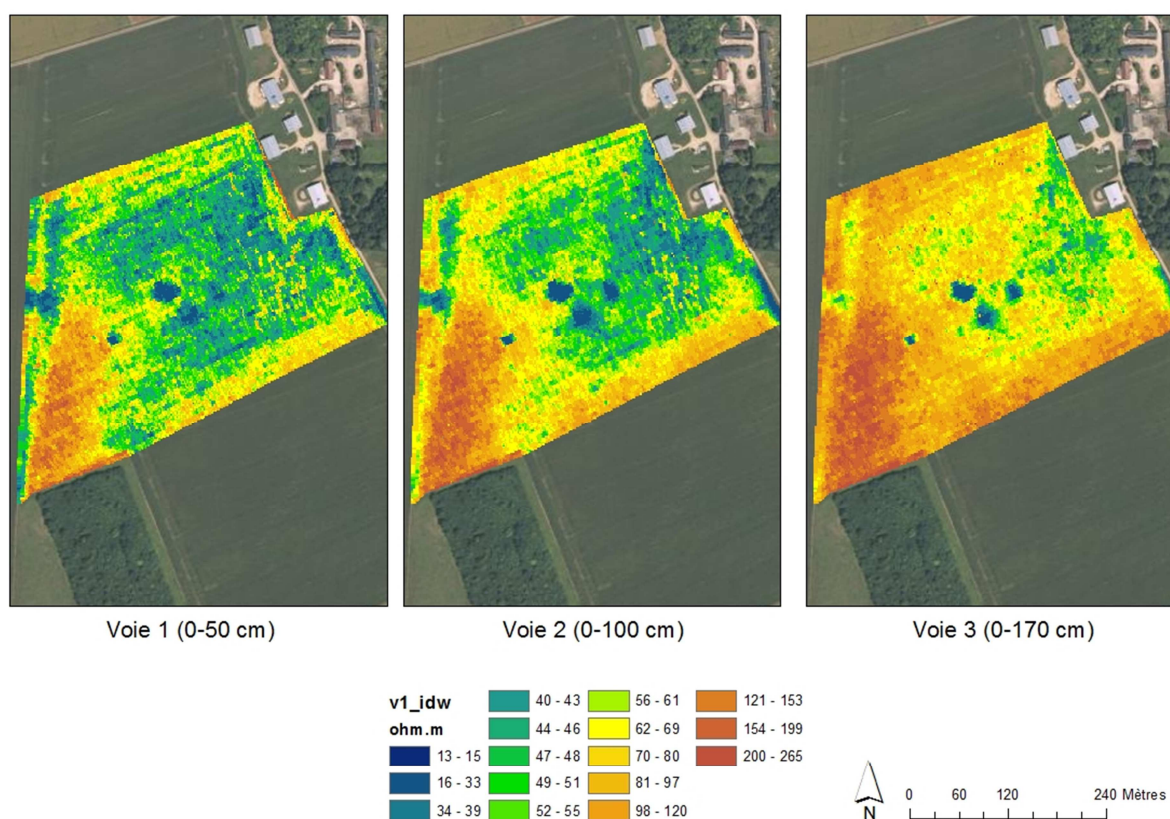 Voie 1 (0-50 cm)
Voie 2 (0-100 cm)
Voie 3 (0-170 cm)
v1_idw
ohm.m
13 - 15
16 - 33
34 - 39
40 - 43
44 - 46
47 - 48
49 - 51
52 - 55
56 - 61
62 - 69
70 - 80
81 - 97
98 - 120
121 - 153
154 - 199
200 - 265
N
0 60 120 240 Mètres